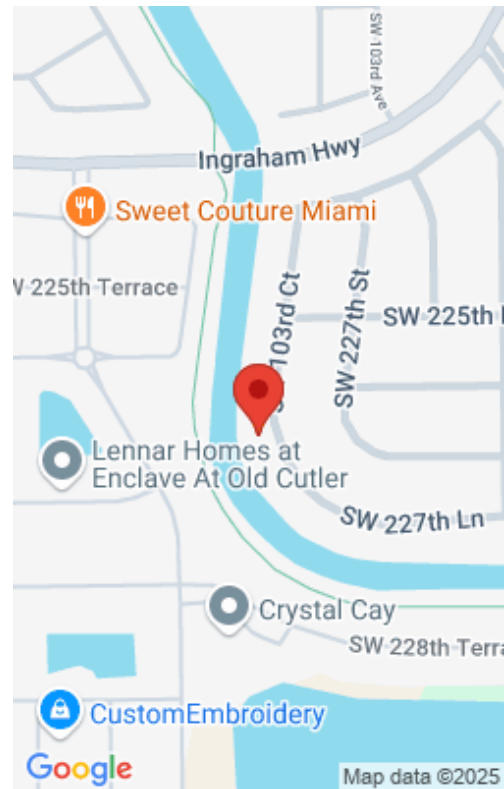 SW 103rd Ave
Ingraham Hwy
Sweet Couture Miami
W 225th Terrace
103rd Ct
SW 227th St
SW 225th
Lennar Homes at
Enclave At Old Cutler
SW 227th Ln
Crystal Cay
SW 228th Terra
CustomEmbroidery
Google
Map data ©2025